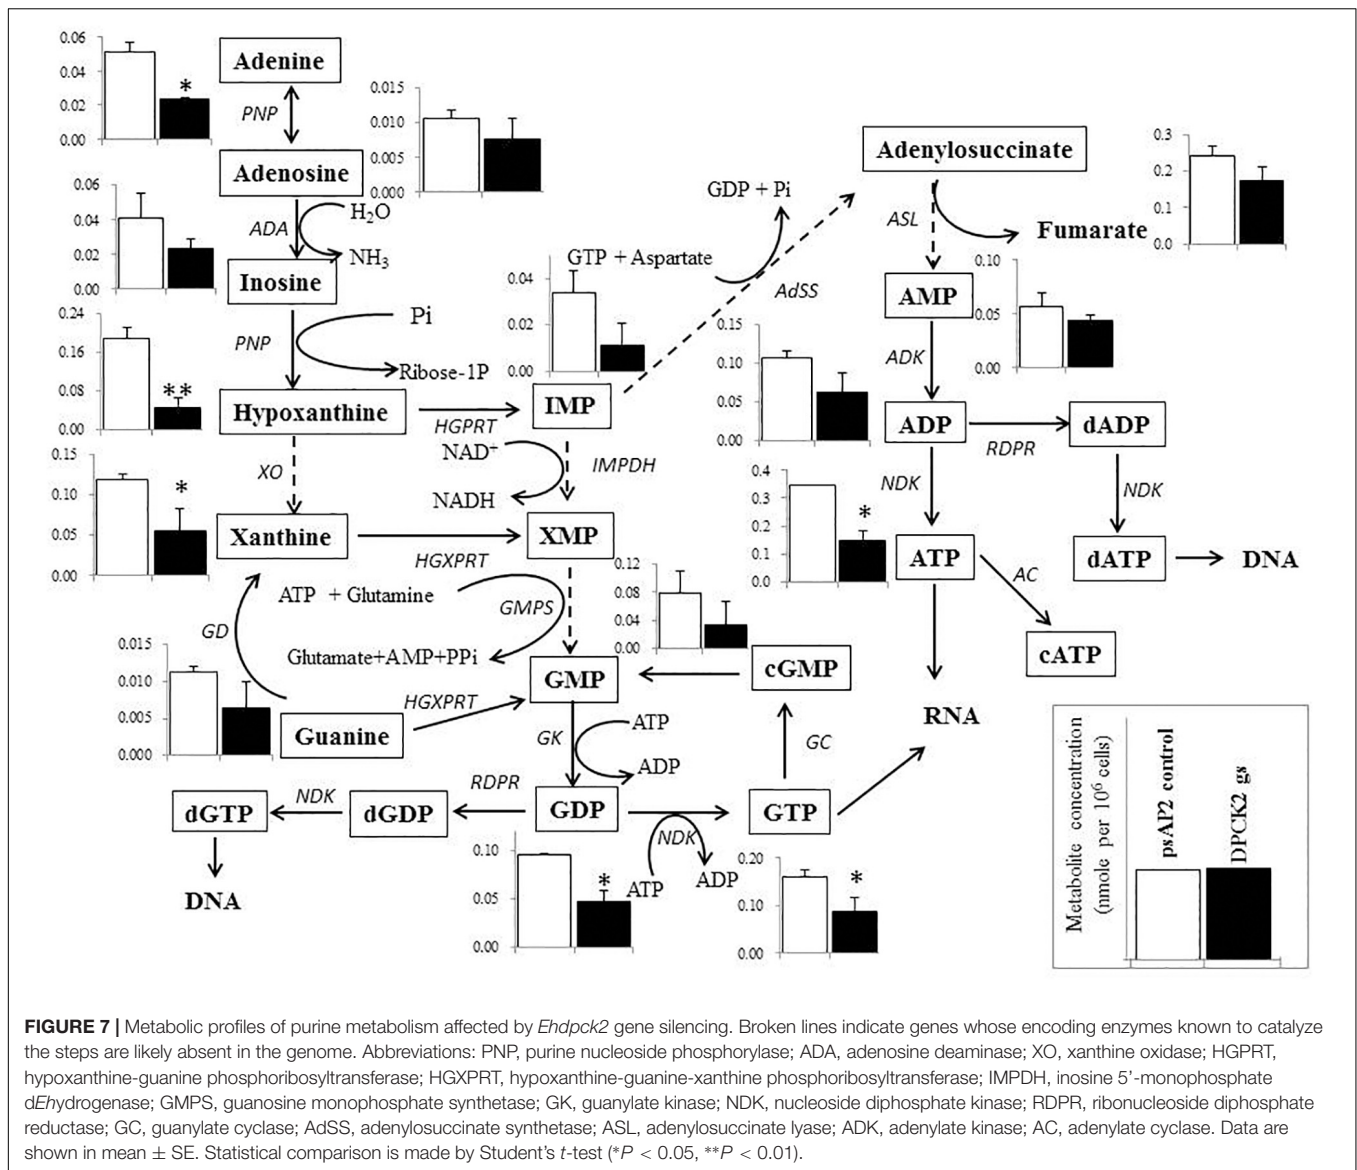 0.06
0.04
0.02
0.00
*
Adenine
PNP
0.015
0.010
0.005
0.000
Adenosine
0.06
0.04
0.02
0.00
ADA
H₂O
NH₃
Inosine
0.24
0.16
0.08
0.00
**
PNP
Pi
Ribose-1P
Hypoxanthine
HGPRT
0.04
0.02
0.00
IMP
GTP + Aspartate
GDP + Pi
AdSS
Adenylosuccinate
0.3
0.2
0.1
0.0
ASL
Fumarate
AMP
0.10
0.05
0.00
ADK
0.15
0.10
0.05
0.00
ADP
RDPR
dADP
NDK
NDK
0.4
0.3
0.2
0.1
0.0
*
ATP
AC
dATP
DNA
cATP
RNA
0.15
0.10
0.05
0.00
*
XO
Xanthine
NAD⁺
NADH
IMPDH
HGXPRT
XMP
ATP + Glutamine
GMPS
Glutamate+AMP+PPi
0.12
0.08
0.04
0.00
GD
0.015
0.010
0.005
0.000
Guanine
HGXPRT
GMP
cGMP
GK
ATP
ADP
GC
dGTP
NDK
dGDP
RDPR
GDP
NDK
ATP
ADP
GTP
DNA
0.10
0.05
0.00
*
0.20
0.10
0.00
*
Metabolite concentration
(nmole per 10⁶ cells)
psAP2 control
DPCK2 gs
FIGURE 7 | Metabolic profiles of purine metabolism affected by Ehdpck2 gene silencing. Broken lines indicate genes whose encoding enzymes known to catalyze
the steps are likely absent in the genome. Abbreviations: PNP, purine nucleoside phosphorylase; ADA, adenosine deaminase; XO, xanthine oxidase; HGPRT,
hypoxanthine-guanine phosphoribosyltransferase; HGXPRT, hypoxanthine-guanine-xanthine phosphoribosyltransferase; IMPDH, inosine 5'-monophosphate
dEhydrogenase; GMPS, guanosine monophosphate synthetase; GK, guanylate kinase; NDK, nucleoside diphosphate kinase; RDPR, ribonucleoside diphosphate
reductase; GC, guanylate cyclase; AdSS, adenylosuccinate synthetase; ASL, adenylosuccinate lyase; ADK, adenylate kinase; AC, adenylate cyclase. Data are
shown in mean ± SE. Statistical comparison is made by Student's t-test (*P < 0.05, **P < 0.01).